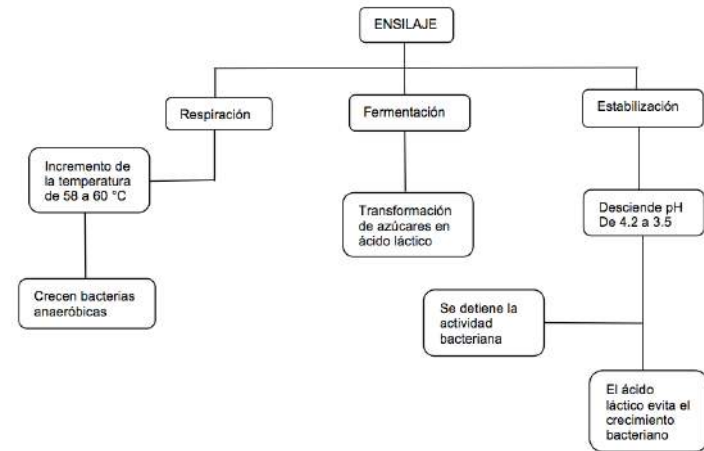 ENSILAJE
Respiración
Fermentación
Estabilización
Incremento de
la temperatura
de 58 a 60 °C
Transformación
de azúcares en
ácido láctico
Desciende pH
De 4.2 a 3.5
Crecen bacterias
anaeróbicas
Se detiene la
actividad
bacteriana
El ácido
láctico evita el
crecimiento
bacteriano